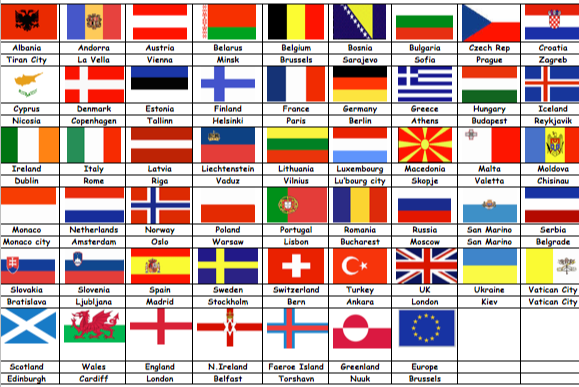 Albania Andorra Austria Belarus Belgium Bosnia Bulgaria Czech Rep Croatia
Tiran City La Vella Vienna Minsk Brussels Sarajevo Sofia Prague Zagreb
Cyprus Denmark Estonia Finland France Germany Greece Hungary Iceland
Nicosia Copenhagen Tallinn Helsinki Paris Berlin Athens Budapest Reykjavik
Ireland Italy Latvia Liechtenstein Lithuania Luxembourg Macedonia Malta Moldova
Dublin Rome Riga Vaduz Vilnius Lu'bourg city Skopje Valetta Chisinau
Monaco Netherlands Norway Poland Portugal Romania Russia San Marino Serbia
Monaco city Amsterdam Oslo Warsaw Lisbon Bucharest Moscow San Marino Belgrade
Slovakia Slovenia Spain Sweden Switzerland Turkey UK Ukraine Vatican City
Bratislava Ljubljana Madrid Stockholm Bern Ankara London Kiev Vatican City
Scotland Wales England N.Ireland Faeroe Island Greenland Europe
Edinburgh Cardiff London Belfast Torshavn Nuuk Brussels